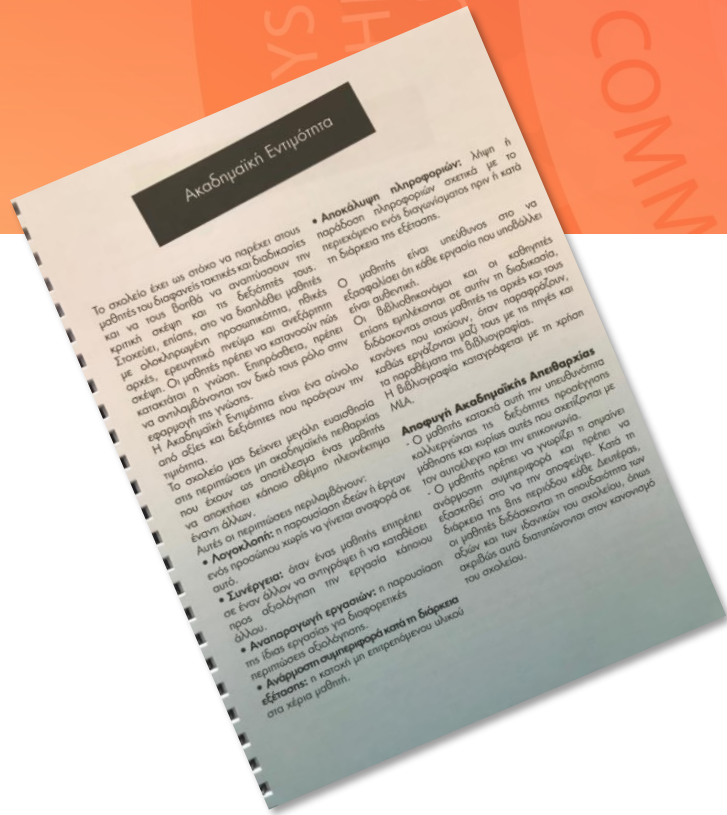 YS
COMM
Ακαδημαϊκή Εντιμότητα
Το σχολείο έχει ως στόχο να παρέχει στους
μαθητές του διαφανείς τακτικές και διαδικασίες
και να τους βοηθά να αναπτύσσουν την
κριτική σκέψη και τις δεξιότητές τους.
Στοχεύει, επίσης, στο να διαπλάθει μαθητές
με ολοκληρωμένη προσωπικότητα, ηθικές
αρχές, ερευνητικό πνεύμα και ανεξάρτητη
σκέψη. Οι μαθητές πρέπει να κατανοούν πώς
κατακτάται η γνώση. Επιπρόσθετα, πρέπει
να αντιλαμβάνονται τον δικό τους ρόλο στην
εφαρμογή της γνώσης.
Η Ακαδημαϊκή Εντιμότητα είναι ένα σύνολο
από αξίες και δεξιότητες που προάγουν την
τιμιότητα.
Το σχολείο μας δείχνει μεγάλη ευαισθησία
στις περιπτώσεις μη ακαδημαϊκής πειθαρχίας
που έχουν ως αποτέλεσμα ένας μαθητής
να αποκτήσει κάποιο αθέμιτο πλεονέκτημα
έναντι άλλων.
Αυτές οι περιπτώσεις περιλαμβάνουν:
• Λογοκλοπή: η παρουσίαση ιδεών ή έργων
ενός προσώπου χωρίς να γίνεται αναφορά σε
αυτό.
• Συνέργεια: όταν ένας μαθητής επιτρέπει
σε έναν άλλον να αντιγράψει ή να καταθέσει
προς αξιολόγηση την εργασία κάποιου
άλλου.
• Αναπαραγωγή εργασιών: η παρουσίαση
της ίδιας εργασίας για διαφορετικές
περιπτώσεις αξιολόγησης.
• Ανάρμοστη συμπεριφορά κατά τη διάρκεια
εξέτασης: η κατοχή μη επιτρεπόμενου υλικού
στα χέρια μαθητή.
• Αποκάλυψη πληροφοριών: λήψη ή
παράδοση πληροφοριών σχετικά με το
περιεχόμενο ενός διαγωνίσματος πριν ή κατά
τη διάρκεια της εξέτασης.
Ο μαθητής είναι υπεύθυνος στο να
εξασφαλίσει ότι κάθε εργασία που υποβάλλει
είναι αυθεντική.
Οι βιβλιοθηκονόμοι και οι καθηγητές
επίσης εμπλέκονται σε αυτήν τη διαδικασία,
διδάσκοντας στους μαθητές τις αρχές και τους
κανόνες που ισχύουν, όταν παραφράζουν,
καθώς εργάζονται μαζί τους με τις πηγές και
τα παραθέματα της βιβλιογραφίας.
Η βιβλιογραφία καταγράφεται με τη χρήση
MLA.
Αποφυγή Ακαδημαϊκής Απειθαρχίας
- Ο μαθητής κατακτά αυτή την υπευθυνότητα
καλλιεργώντας τις δεξιότητες προσέγγισης
μάθησης και κυρίως αυτές που σχετίζονται με
τον αυτοέλεγχο και την επικοινωνία.
- Ο μαθητής πρέπει να γνωρίζει τι σημαίνει
ανάρμοστη συμπεριφορά και πρέπει να
εξασκηθεί στο να την αποφεύγει. Κατά τη
διάρκεια της 8ης περιόδου κάθε Δευτέρας,
οι μαθητές διδάσκονται τη σπουδαιότητα των
αξιών και των ιδανικών του σχολείου, όπως
ακριβώς αυτά διατυπώνονται στον κανονισμό
του σχολείου.